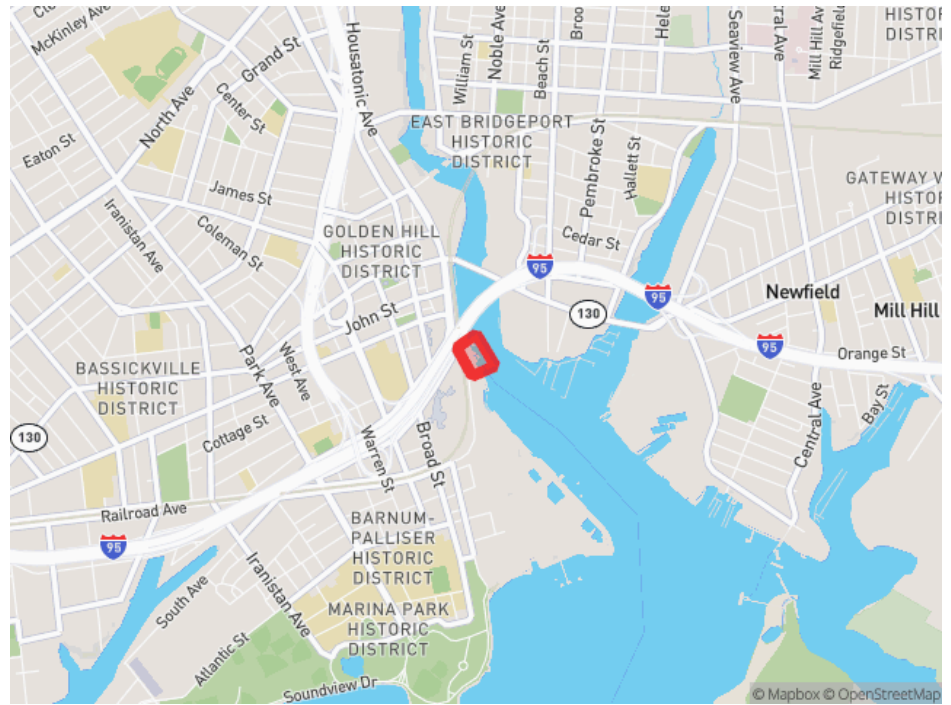 McKinley Ave
Grand St
North Ave
Center St
Eaton St
Housatonic Ave
William St
Noble Ave
Beach St
Seaview Ave
Mill Hill Ave
Ridgefield
HISTOR
DISTRI
EAST BRIDGEPORT
HISTORIC
DISTRICT
Pembroke St
Hallett St
James St
Iranistan Ave
Coleman St
GOLDEN HILL
HISTORIC
DISTRICT
Cedar St
GATEWAY V
HISTOR
DISTRI
95
95
130
Newfield
Mill Hill
John St
95
Orange St
BASSICKVILLE
HISTORIC
DISTRICT
Park Ave
West Ave
130
Cottage St
Warren St
Broad St
Central Ave
Bay St
Railroad Ave
95
BARNUM-
PALLISER
HISTORIC
DISTRICT
South Ave
Iranistan Ave
MARINA PARK
HISTORIC
DISTRICT
Atlantic St
Soundview Dr
© Mapbox © OpenStreetMap